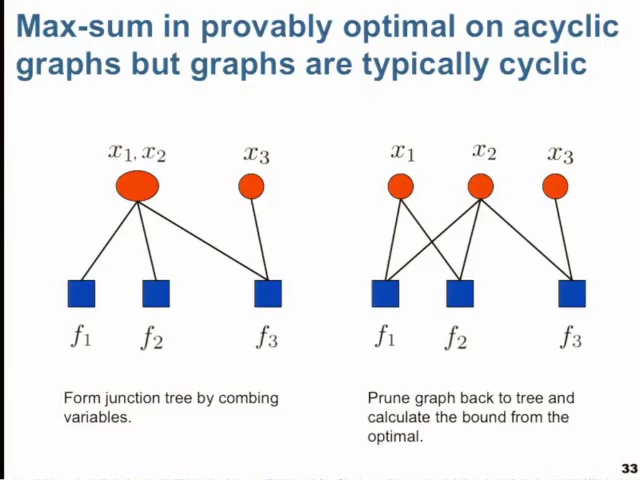 Max-sum in provably optimal on acyclic
graphs but graphs are typically cyclic
x₁, x₂
x₃
f₁
f₂
f₃
Form junction tree by combing
variables.
x₁
x₂
x₃
f₁
f₂
f₃
Prune graph back to tree and
calculate the bound from the
optimal.
33